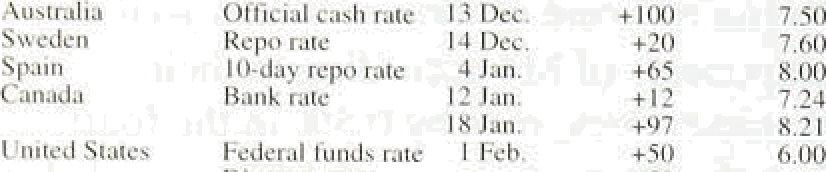 Australia Official cash rate 13 Dec. +100 7.50
Sweden Repo rate 14 Dec. +20 7.60
Spain 10-day repo rate 4 Jan. +65 8.00
Canada Bank rate 12 Jan. +12 7.24
18 Jan. +97 8.21
United States Federal funds rate 1 Feb. +50 6.00